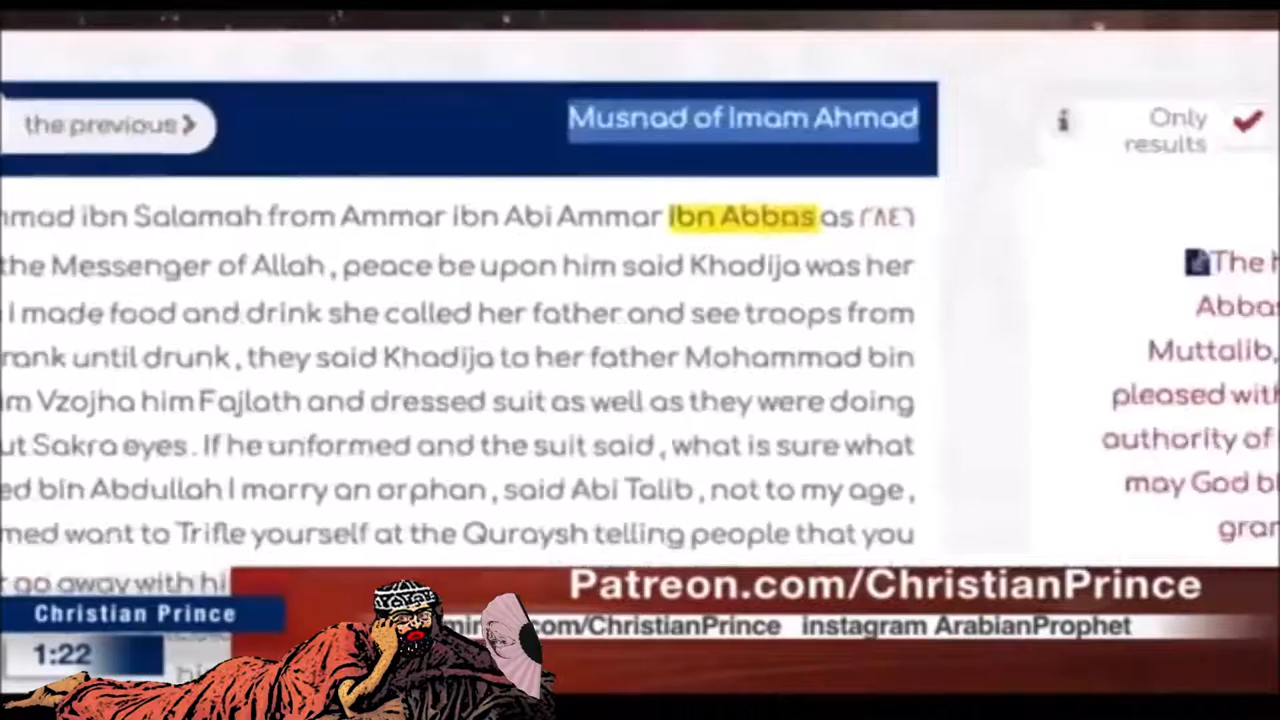 the previous
Musnad of Imam Ahmad
Only
results
ibn Salamah from Ammar ibn Abi Ammar Ibn Abbas as ٢٨٤٦
the Messenger of Allah, peace be upon him said Khadija was her
i made food and drink she called her father and see troops from
until drunk, they said Khadija to her father Mohammad bin
Vzojha him Fajlath and dressed suit as well as they were doing
Sakra eyes. If he unformed and the suit said, what is sure what
bin Abdullah I marry an orphan, said Abi Talib, not to my age,
want to Trifle yourself at the Quraysh telling people that you
go away with hi
The
Abbas
Muttalib,
pleased with
authority of
may God
Patreon.com/ChristianPrince
Christian Prince
com/ChristianPrince instagram ArabianProphet
1:22